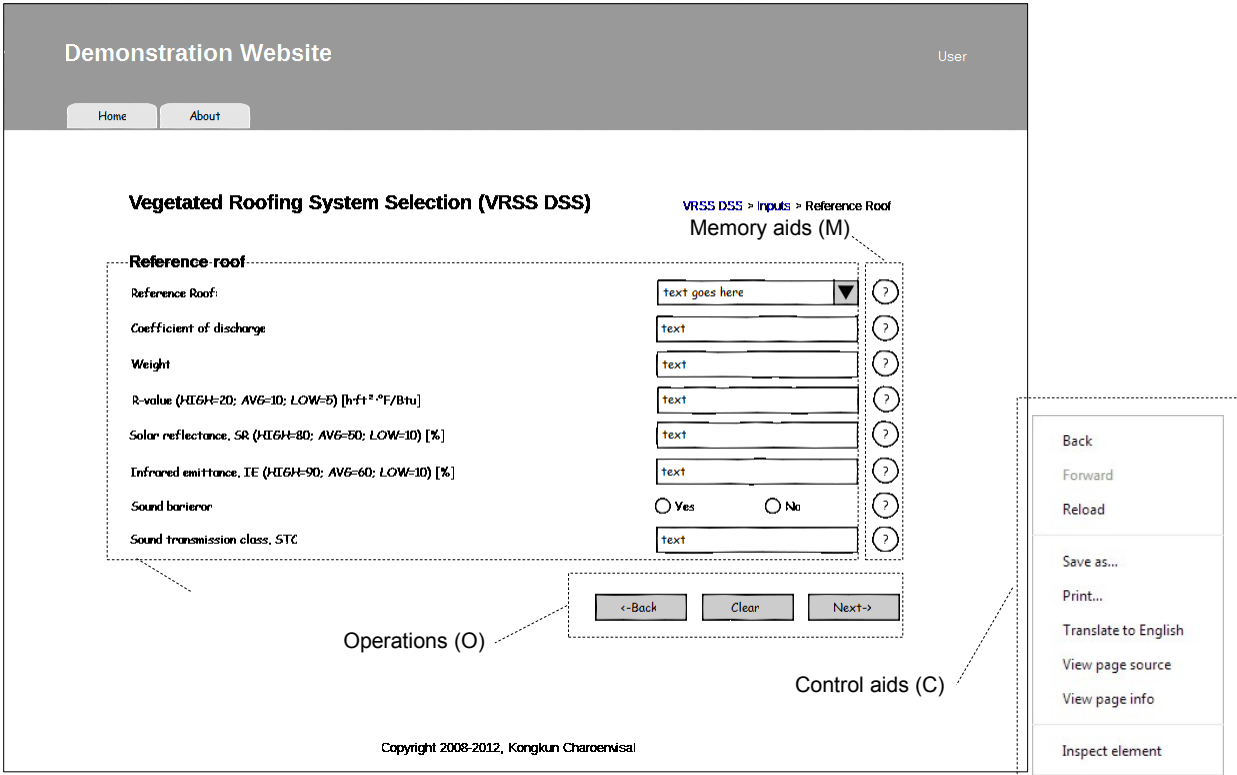 Demonstration Website
User
Home
About
Vegetated Roofing System Selection (VRSS DSS)
VRSS DSS > Inputs > Reference Roof
Memory aids (M)
Reference roof
Reference Roof:
text goes here
?
Coefficient of discharge
text
?
Weight
text
?
R-value (HIGH=20; AVG=10; LOW=5) [h·ft²·°F/Btu]
text
?
Solar reflectance, SR (HIGH=80; AVG=50; LOW=10) [%]
text
?
Infrared emittance, IE (HIGH=90; AVG=60; LOW=10) [%]
text
?
Sound barieror
Yes
No
?
Sound transmission class, STC
text
?
<-Back
Clear
Next->
Operations (O)
Control aids (C)
Back
Forward
Reload
Save as...
Print...
Translate to English
View page source
View page info
Inspect element
Copyright 2008-2012, Kongkun Charoenvisal